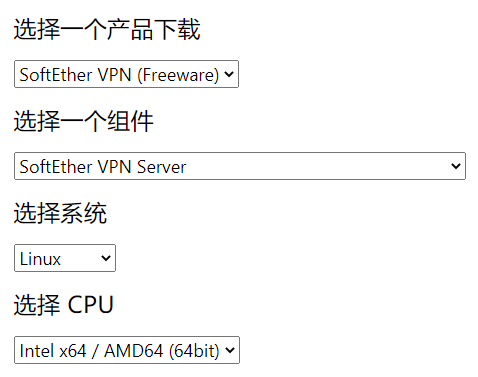 选择一个产品下载
SoftEther VPN (Freeware)
选择一个组件
SoftEther VPN Server
选择系统
Linux
选择 CPU
Intel x64 / AMD64 (64bit)